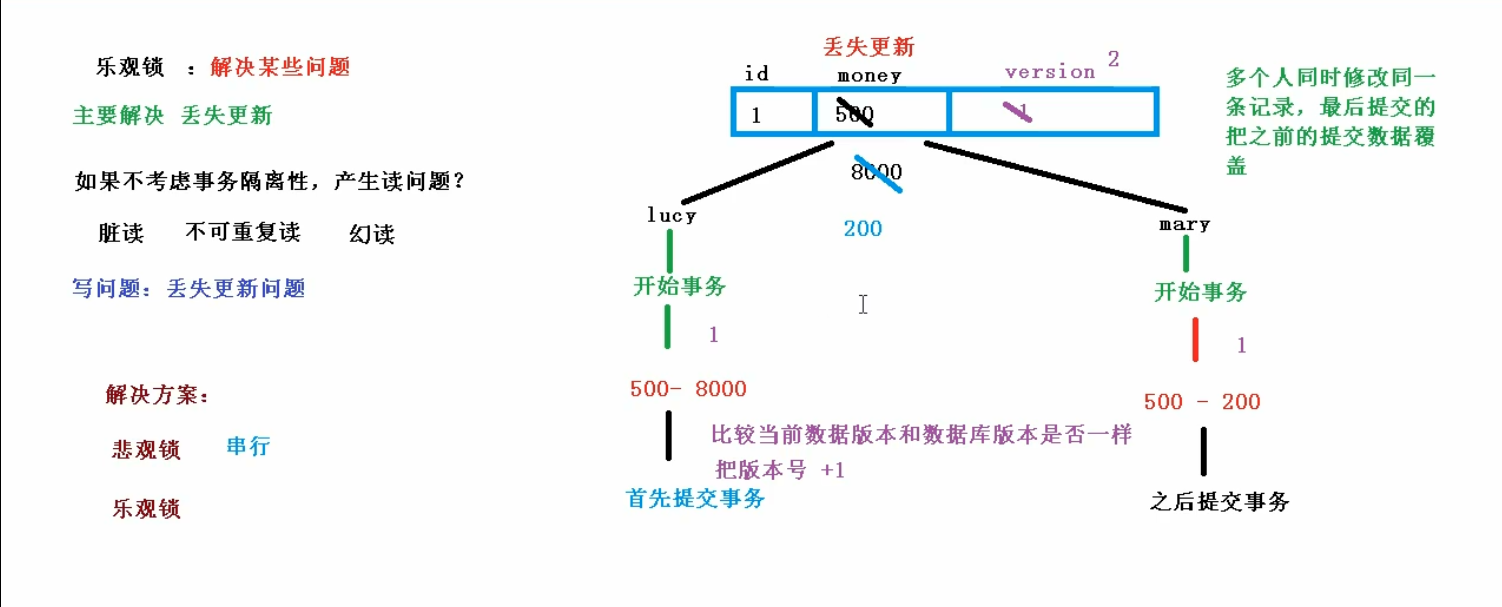 乐观锁 ：解决某些问题
主要解决 丢失更新
如果不考虑事务隔离性，产生读问题？
脏读 不可重复读 幻读
写问题：丢失更新问题
解决方案：
悲观锁 串行
乐观锁
丢失更新
id money version 2
1 500 1
8000
200
lucy
开始事务
1
500- 8000
比较当前数据版本和数据库版本是否一样
把版本号 +1
首先提交事务
mary
开始事务
1
500 - 200
之后提交事务
多个人同时修改同一
条记录，最后提交的
把之前的提交数据覆
盖